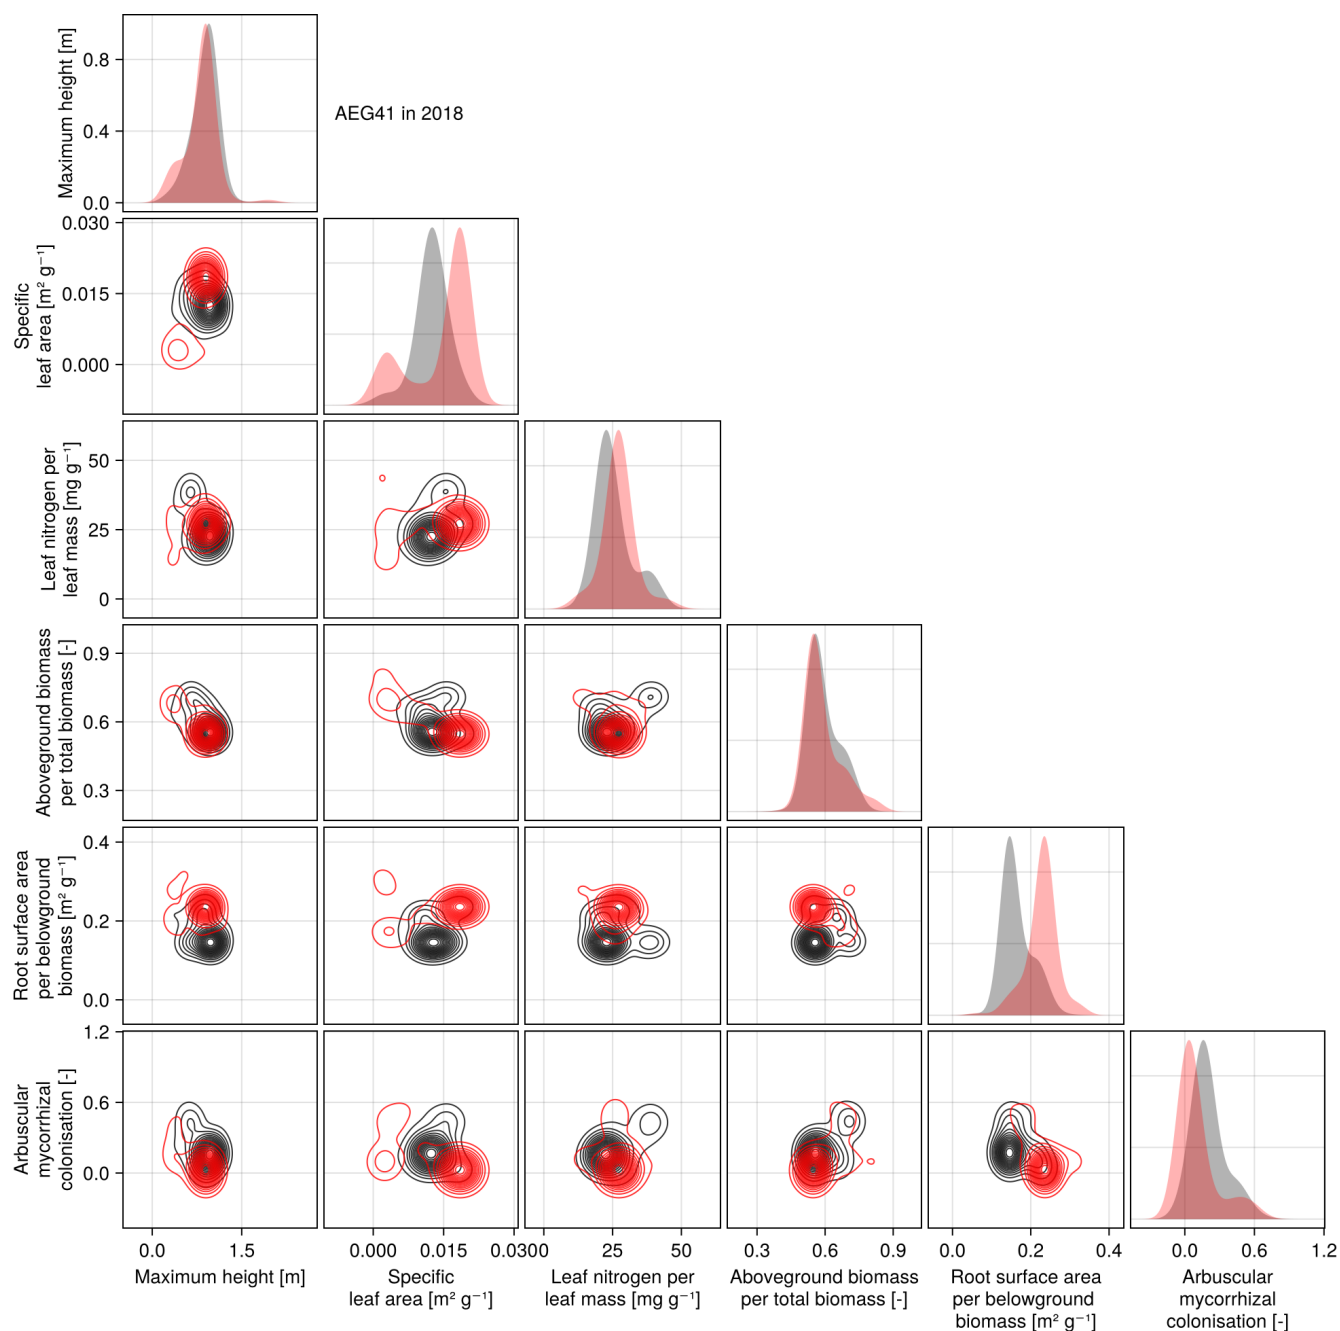 Maximum height [m]
0.8
0.4
0.0
AEG41 in 2018
Specific
leaf area [m² g⁻¹]
0.030
0.015
0.000
Leaf nitrogen per
leaf mass [mg g⁻¹]
50
25
0
Aboveground biomass
per total biomass [-]
0.9
0.6
0.3
Root surface area
per belowground
biomass [m² g⁻¹]
0.4
0.2
0.0
Arbuscular
mycorrhizal
colonisation [-]
1.2
0.6
0.0
0.0 1.5
0.000 0.015 0.030
0 25 50
0.3 0.6 0.9
0.0 0.2 0.4
0.0 0.6 1.2
Maximum height [m]
Specific
leaf area [m² g⁻¹]
Leaf nitrogen per
leaf mass [mg g⁻¹]
Aboveground biomass
per total biomass [-]
Root surface area
per belowground
biomass [m² g⁻¹]
Arbuscular
mycorrhizal
colonisation [-]